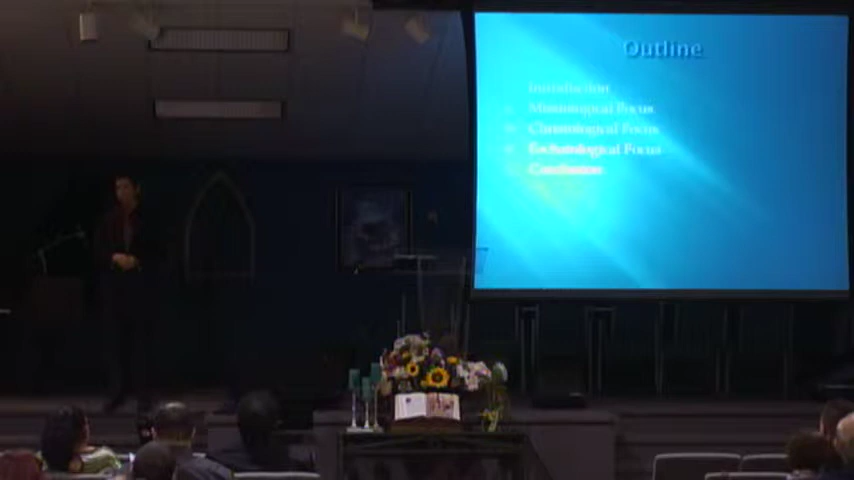 Outline
Introduction
Missiological Focus
Christological Focus
Eschatological Focus
Conclusion